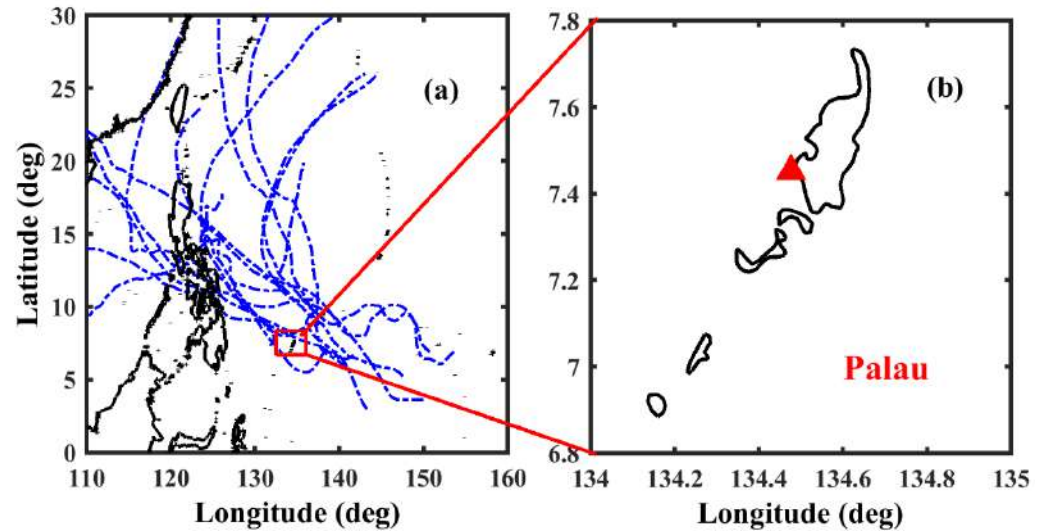 30
25
20
15
10
5
0
Latitude (deg)
(a)
110 120 130 140 150 160
Longitude (deg)
7.8
7.6
7.4
7.2
7
6.8
(b)
Palau
134 134.2 134.4 134.6 134.8 135
Longitude (deg)